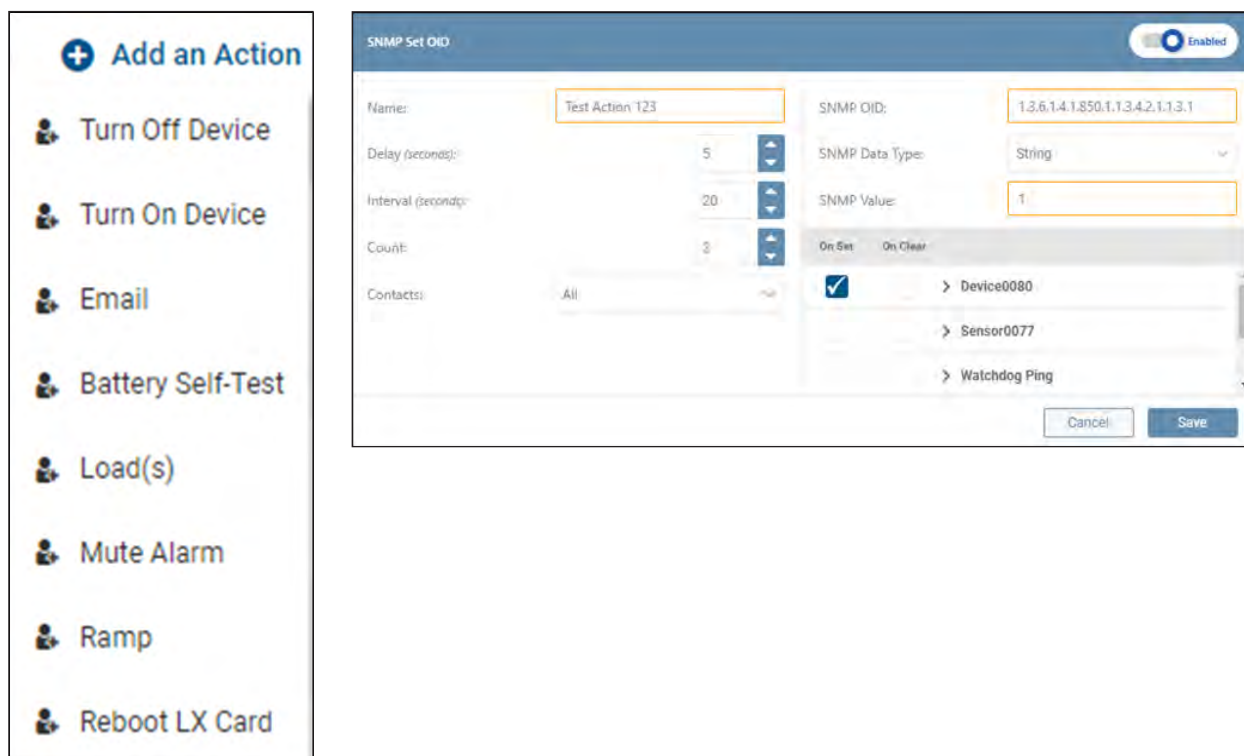 Add an Action
Turn Off Device
Turn On Device
Email
Battery Self-Test
Load(s)
Mute Alarm
Ramp
Reboot LX Card
SNMP Set OID
Enabled
Name: Test Action 123
Delay (seconds): 5
Interval (seconds): 20
Count:
Contacts: All
SNMP OID: 1.3.6.1.4.1.850.1.1.3.4.2.1.1.3.1
SNMP Data Type: String
SNMP Value: 1
On Set On Clear
Device0080
Sensor0077
Watchdog Ping
Cancel Save